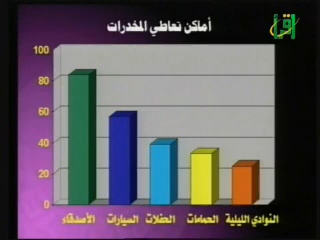 اقرأ
أماكن تعاطي المخدرات
100
80
60
40
20
0
الأصدقاء السيارات الحفلات الحمامات النوادي الليلية